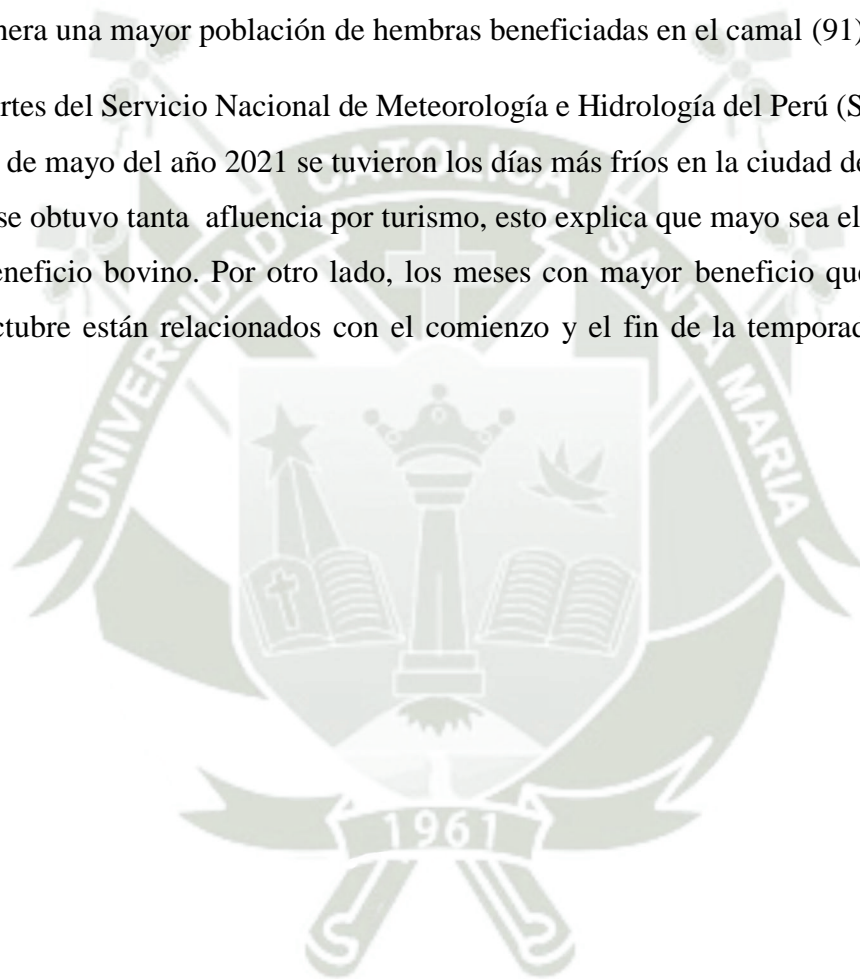 nera una mayor población de hembras beneficiadas en el camal (91)
rtes del Servicio Nacional de Meteorología e Hidrología del Perú (S
de mayo del año 2021 se tuvieron los días más fríos en la ciudad de
se obtuvo tanta afluencia por turismo, esto explica que mayo sea el
eneficio bovino. Por otro lado, los meses con mayor beneficio que
ctubre están relacionados con el comienzo y el fin de la temporad
UNIVERSIDAD CATOLICA SANTA MARIA
1961